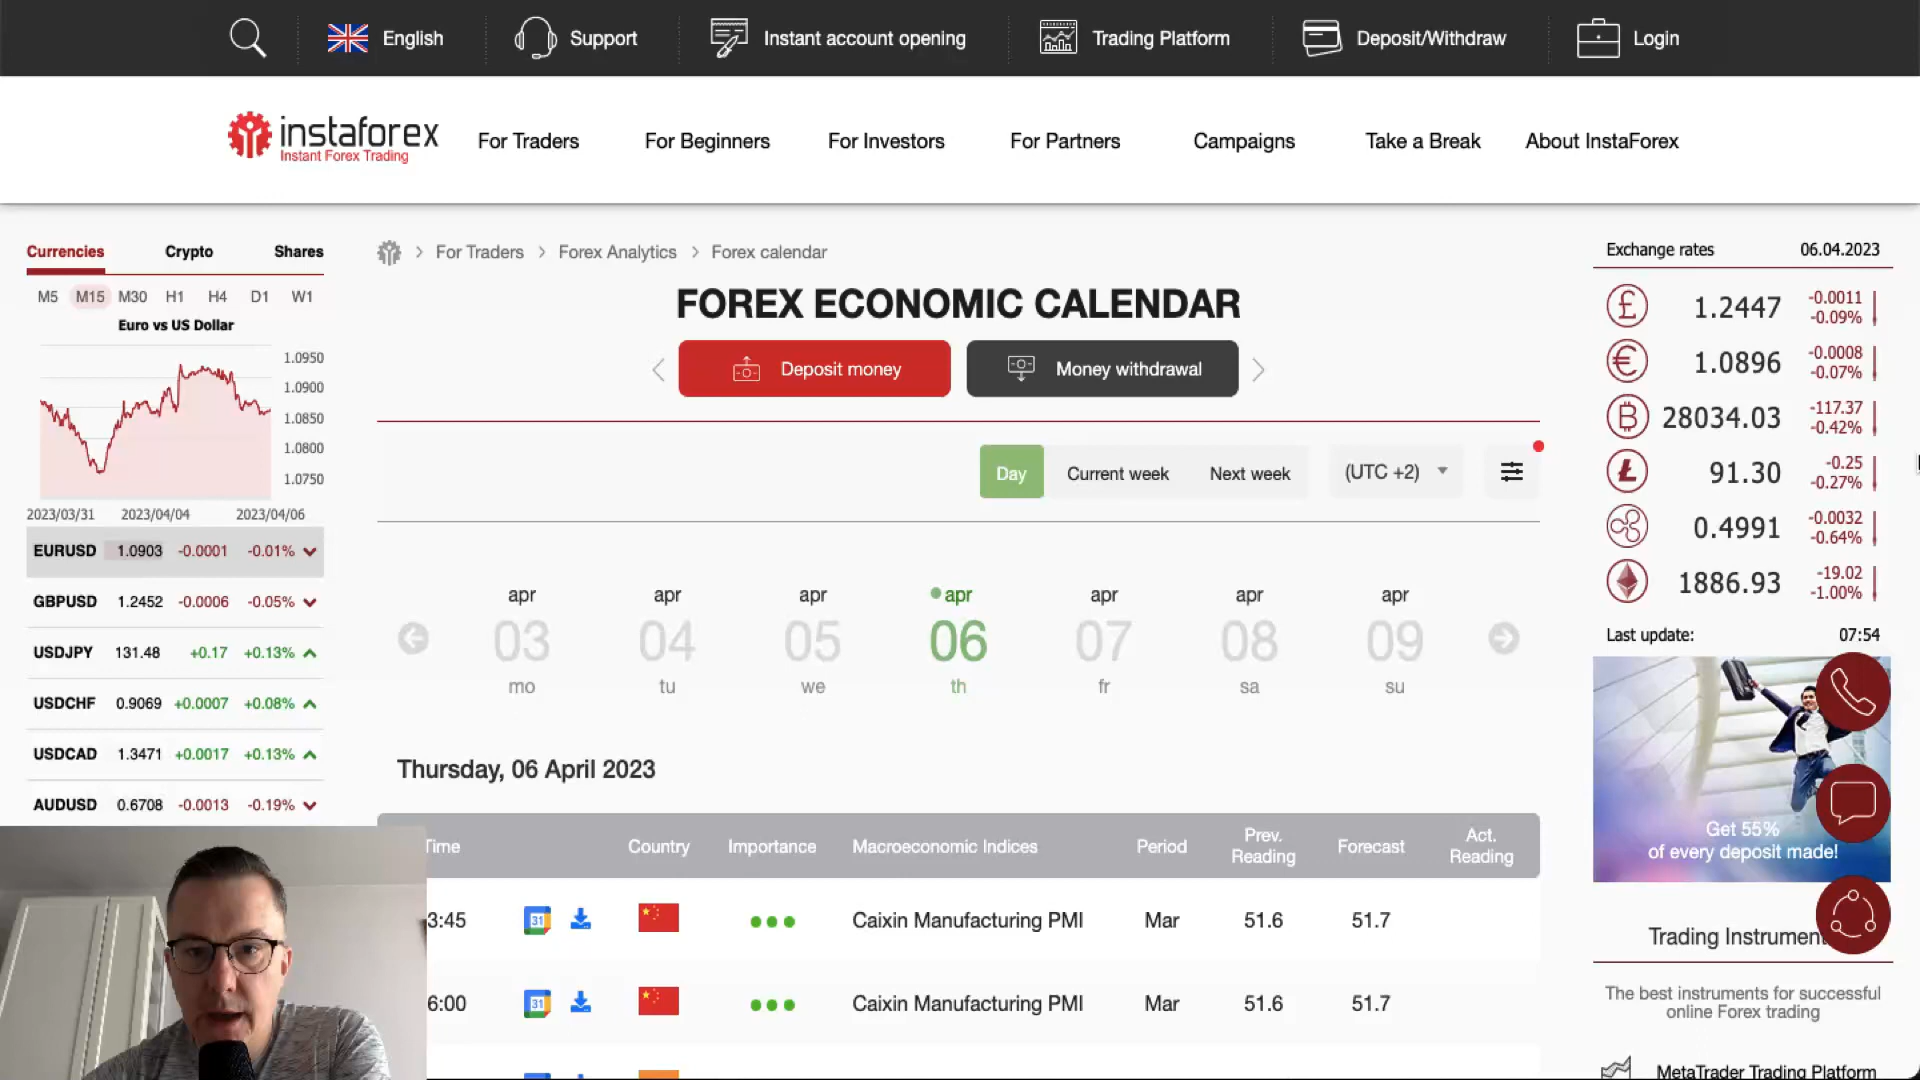 English
Support
Instant account opening
Trading Platform
Deposit/Withdraw
Login
instaforex
Instant Forex Trading
For Traders
For Beginners
For Investors
For Partners
Campaigns
Take a Break
About InstaForex
Currencies Crypto Shares
M5 M15 M30 H1 H4 D1 W1
Euro vs US Dollar
1.0950
1.0900
1.0850
1.0800
1.0750
2023/03/31 2023/04/04 2023/04/06
EURUSD 1.0903 -0.0001 -0.01%
GBPUSD 1.2452 -0.0006 -0.05%
USDJPY 131.48 +0.17 +0.13%
USDCHF 0.9069 +0.0007 +0.08%
USDCAD 1.3471 +0.0017 +0.13%
AUDUSD 0.6708 -0.0013 -0.19%
> For Traders > Forex Analytics > Forex calendar
FOREX ECONOMIC CALENDAR
Deposit money
Money withdrawal
Day
Current week
Next week
(UTC +2)
apr apr apr apr apr apr apr
03 04 05 06 07 08 09
mo tu we th fr sa su
Thursday, 06 April 2023
Time Country Importance Macroeconomic Indices Period Prev. Reading Forecast Act. Reading
3:45 31 Caixin Manufacturing PMI Mar 51.6 51.7
6:00 31 Caixin Manufacturing PMI Mar 51.6 51.7
Exchange rates 06.04.2023
£ 1.2447 -0.0011 -0.09%
€ 1.0896 -0.0008 -0.07%
28034.03 -117.37 -0.42%
91.30 -0.25 -0.27%
0.4991 -0.0032 -0.64%
1886.93 -19.02 -1.00%
Last update: 07:54
Get 55%
of every deposit made!
Trading Instrument
The best instruments for successful
online Forex trading
MetaTrader Trading Platform